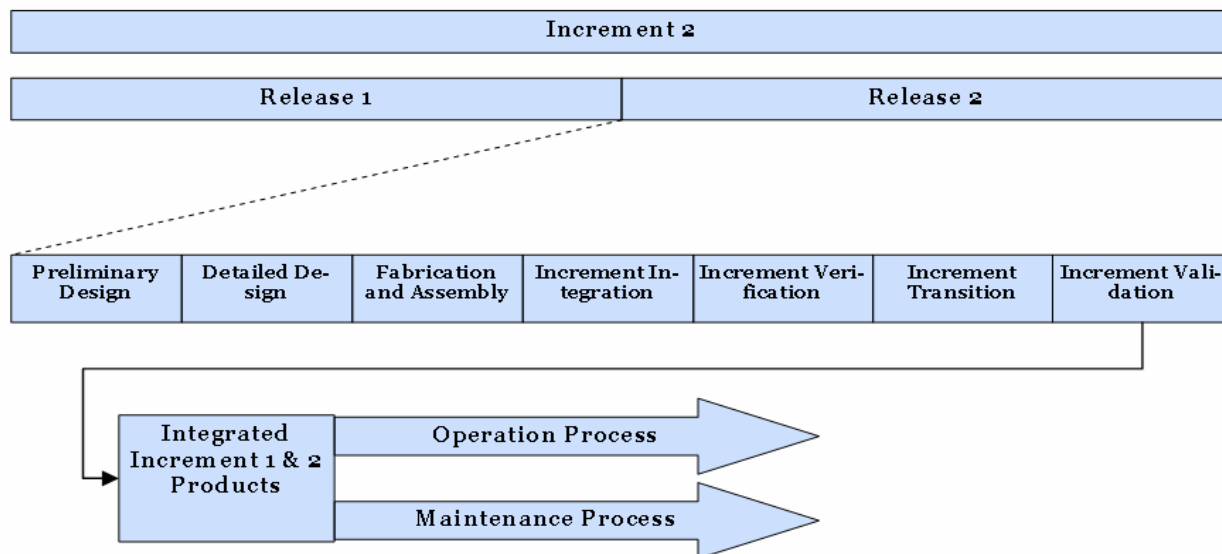 Increment 2
Release 1
Release 2
Preliminary
Design
Detailed De-
sign
Fabrication
and Assembly
Increment In-
tegration
Increment Veri-
fication
Increment
Transition
Increment Vali-
dation
Integrated
Increment 1 & 2
Products
Operation Process
Maintenance Process